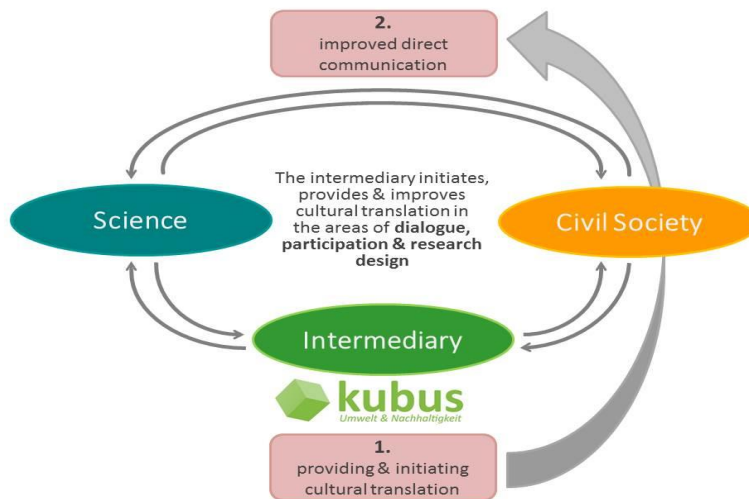 2.
improved direct
communication
The intermediary initiates,
provides & improves
cultural translation in
the areas of dialogue,
participation & research
design
Science
Civil Society
Intermediary
kubus
Umwelt & Nachhaltigkeit
1.
providing & initiating
cultural translation